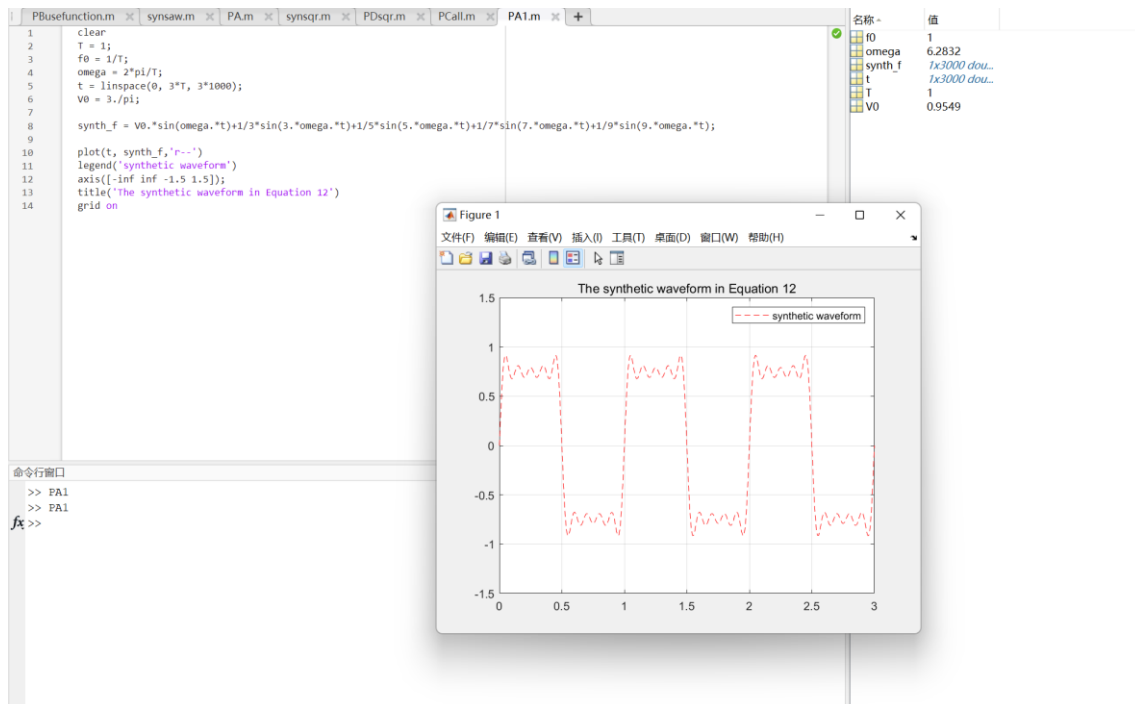 PBusefunction.m × synsaw.m × PA.m × synsqr.m × PDsqr.m × PCall.m × PA1.m × +
1 clear
2 T = 1;
3 f0 = 1/T;
4 omega = 2*pi/T;
5 t = linspace(0, 3*T, 3*1000);
6 V0 = 3./pi;
7
8 synth_f = V0.*sin(omega.*t)+1/3*sin(3.*omega.*t)+1/5*sin(5.*omega.*t)+1/7*sin(7.*omega.*t)+1/9*sin(9.*omega.*t);
9
10 plot(t, synth_f,'r--')
11 legend('synthetic waveform')
12 axis([-inf inf -1.5 1.5]);
13 title('The synthetic waveform in Equation 12')
14 grid on
名称 值
f0 1
omega 6.2832
synth_f 1x3000 dou...
t 1x3000 dou...
T 1
V0 0.9549
Figure 1
文件(F) 编辑(E) 查看(V) 插入(I) 工具(T) 桌面(D) 窗口(W) 帮助(H)
The synthetic waveform in Equation 12
synthetic waveform
1.5
1
0.5
0
-0.5
-1
-1.5
0 0.5 1 1.5 2 2.5 3
命令行窗口
>> PA1
>> PA1
fx >>